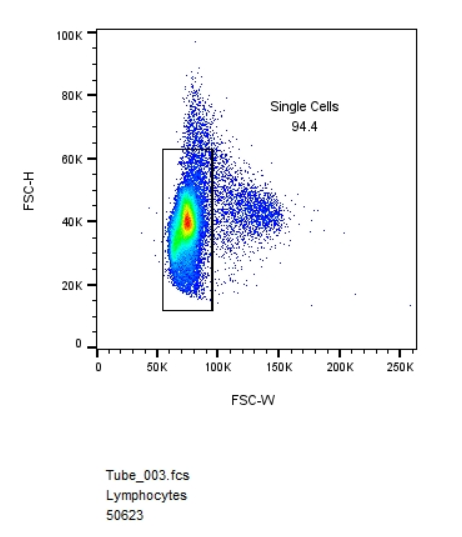 100K
80K
60K
40K
20K
0
FSC-H
Single Cells
94.4
0 50K 100K 150K 200K 250K
FSC-W
Tube_003.fcs
Lymphocytes
50623